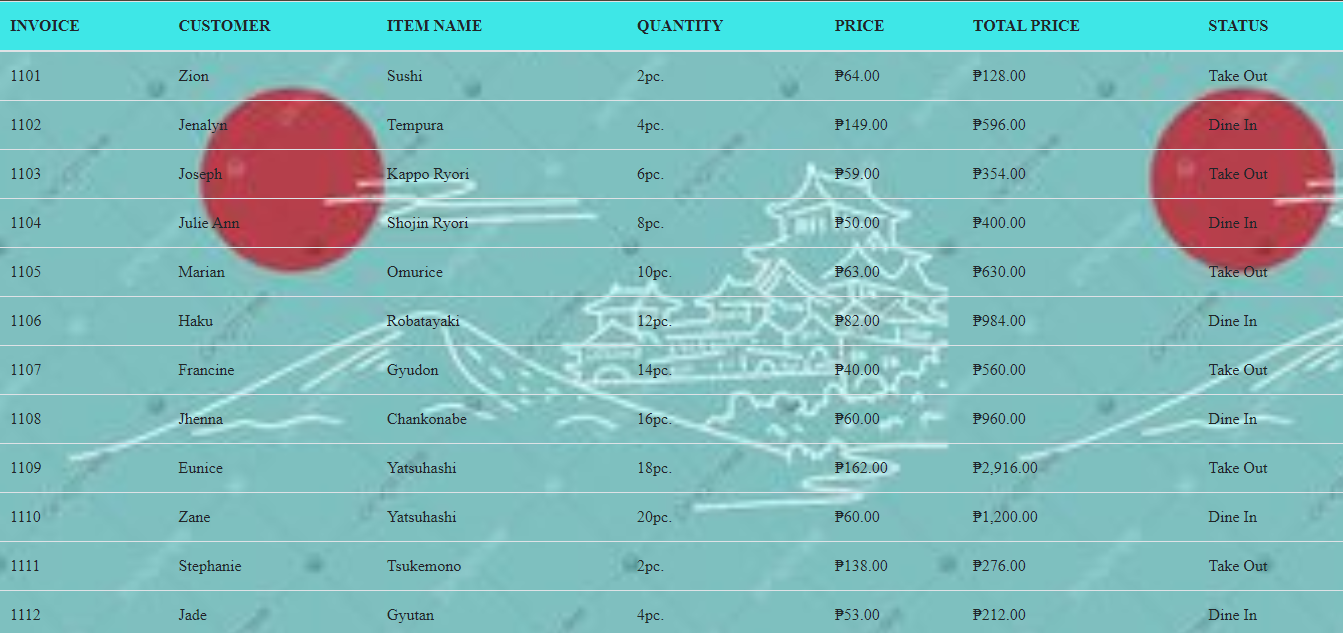 INVOICE CUSTOMER ITEM NAME QUANTITY PRICE TOTAL PRICE STATUS
1101 Zion Sushi 2pc. ₱64.00 ₱128.00 Take Out
1102 Jenalyn Tempura 4pc. ₱149.00 ₱596.00 Dine In
1103 Joseph Kappo Ryori 6pc. ₱59.00 ₱354.00 Take Out
1104 Julie Ann Shojin Ryori 8pc. ₱50.00 ₱400.00 Dine In
1105 Marian Omurice 10pc. ₱63.00 ₱630.00 Take Out
1106 Haku Robatayaki 12pc. ₱82.00 ₱984.00 Dine In
1107 Francine Gyudon 14pc. ₱40.00 ₱560.00 Take Out
1108 Jhenna Chankonabe 16pc. ₱60.00 ₱960.00 Dine In
1109 Eunice Yatsuhashi 18pc. ₱162.00 ₱2,916.00 Take Out
1110 Zane Yatsuhashi 20pc. ₱60.00 ₱1,200.00 Dine In
1111 Stephanie Tsukemono 2pc. ₱138.00 ₱276.00 Take Out
1112 Jade Gyutan 4pc. ₱53.00 ₱212.00 Dine In